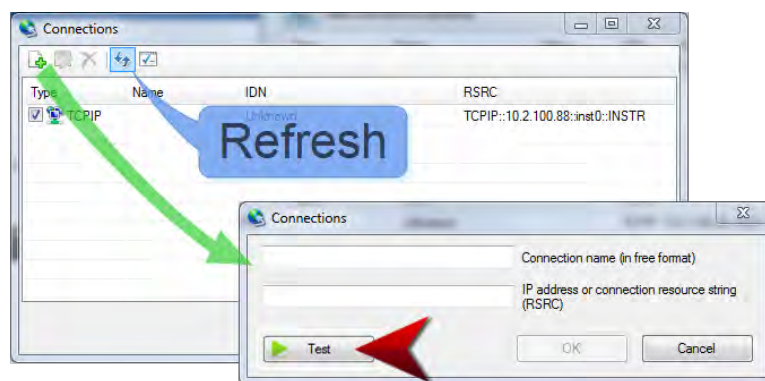 Connections
Type Name IDN RSRC
TCPIP Unknown TCPIP::10.2.100.88::inst0::INSTR
Refresh
Connections
Connection name (in free format)
IP address or connection resource string
(RSRC)
Test OK Cancel